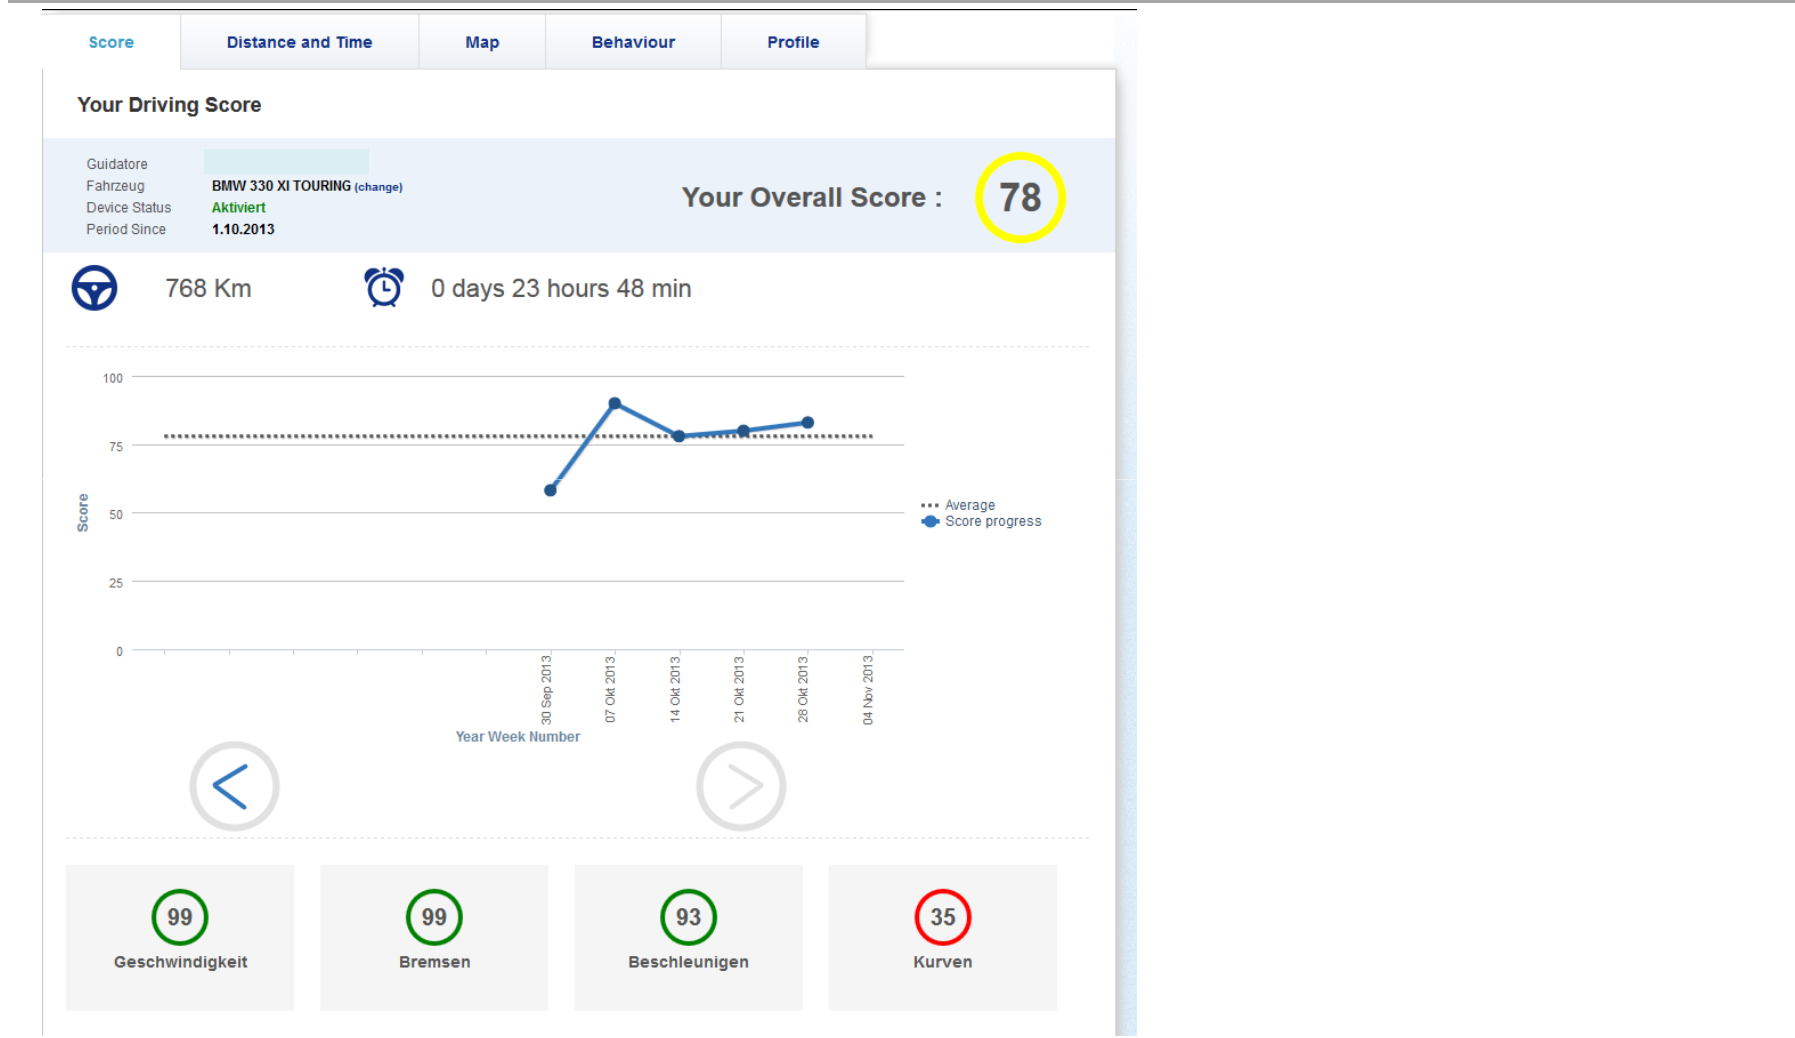 Score Distance and Time Map Behaviour Profile
Your Driving Score
Guidatore
Fahrzeug BMW 330 XI TOURING (change)
Device Status Aktiviert
Period Since 1.10.2013
Your Overall Score : 78
768 Km 0 days 23 hours 48 min
100
75
50
25
0
Score
Average
Score progress
30 Sep 2013
07 Okt 2013
14 Okt 2013
21 Okt 2013
28 Okt 2013
04 Nov 2013
Year Week Number
99
Geschwindigkeit
99
Bremsen
93
Beschleunigen
35
Kurven